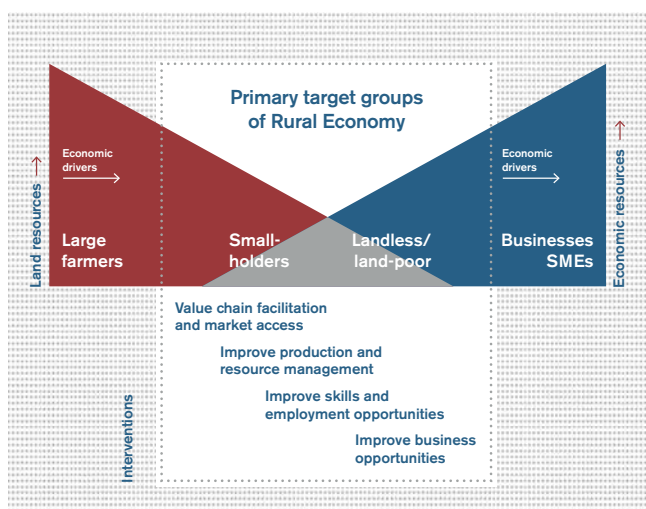 Primary target groups
of Rural Economy
Economic
drivers
Economic
drivers
Land resources
Economic resources
Large
farmers
Small-
holders
Landless/
land-poor
Businesses
SMEs
Value chain facilitation
and market access
Improve production and
resource management
Improve skills and
employment opportunities
Improve business
opportunities
Interventions